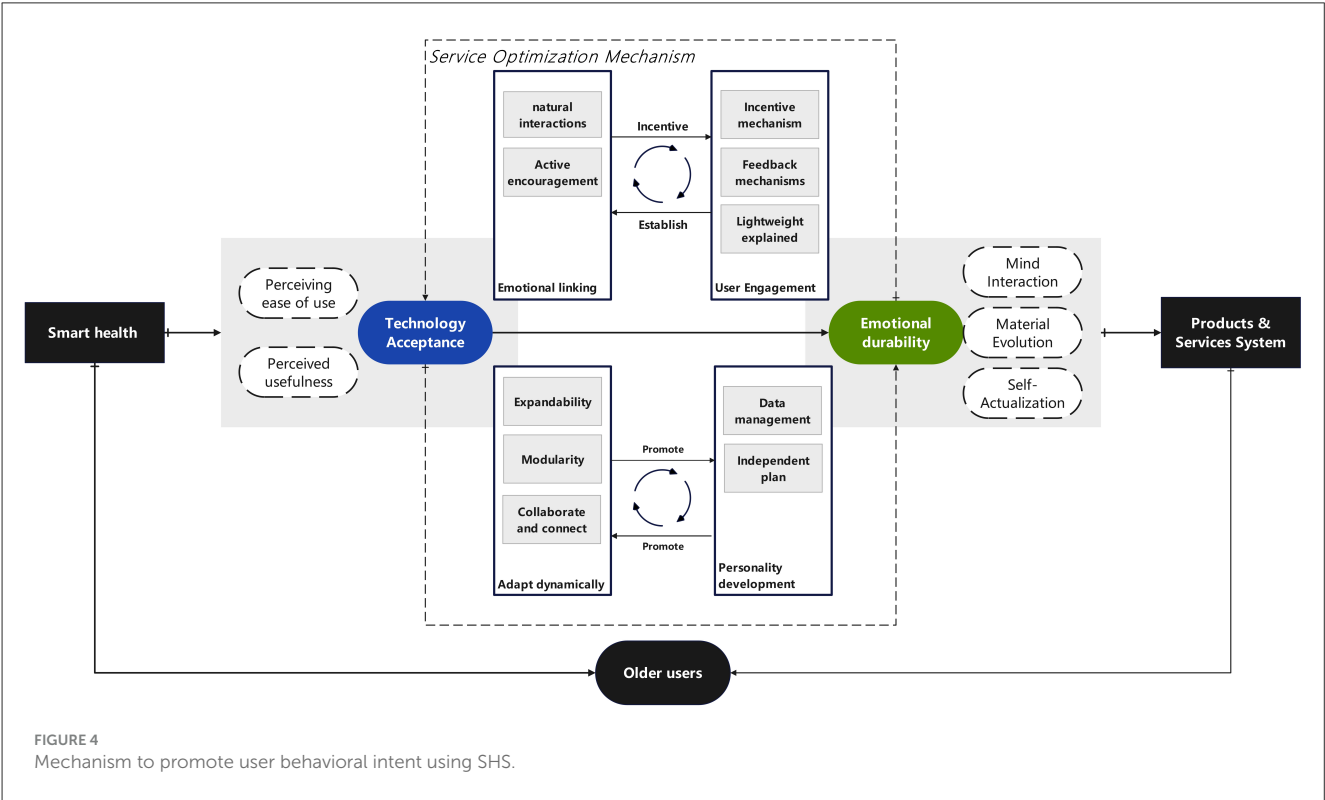 Service Optimization Mechanism
natural
interactions
Active
encouragement
Emotional linking
Incentive
Establish
Incentive
mechanism
Feedback
mechanisms
Lightweight
explained
User Engagement
Smart health
Perceiving
ease of use
Perceived
usefulness
Technology
Acceptance
Emotional
durability
Mind
Interaction
Material
Evolution
Self-
Actualization
Products &
Services System
Expandability
Modularity
Collaborate
and connect
Adapt dynamically
Promote
Promote
Data
management
Independent
plan
Personality
development
Older users
FIGURE 4
Mechanism to promote user behavioral intent using SHS.